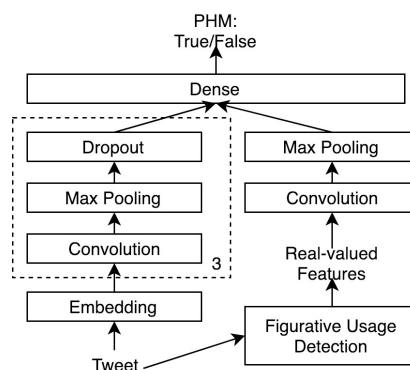 PHM:
True/False
Dense
Dropout
Max Pooling
Convolution
3
Embedding
Tweet
Max Pooling
Convolution
Real-valued
Features
Figurative Usage
Detection